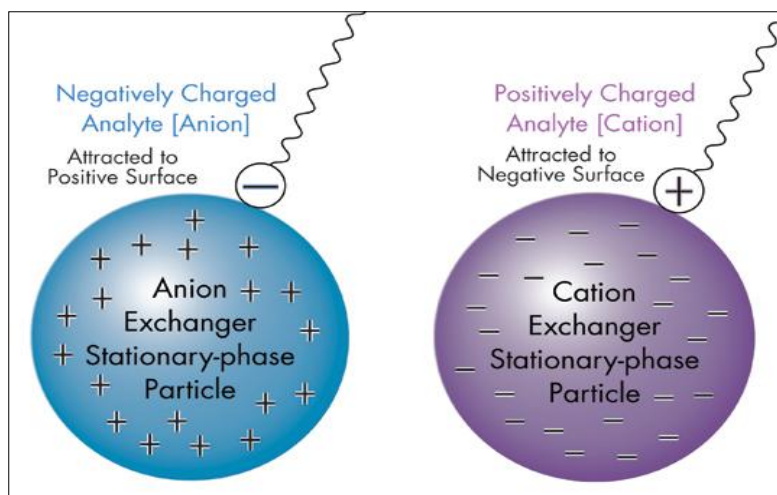 Negatively Charged
Analyte [Anion]
Attracted to
Positive Surface
−
Anion
Exchanger
Stationary-phase
Particle
Positively Charged
Analyte [Cation]
Attracted to
Negative Surface
+
Cation
Exchanger
Stationary-phase
Particle